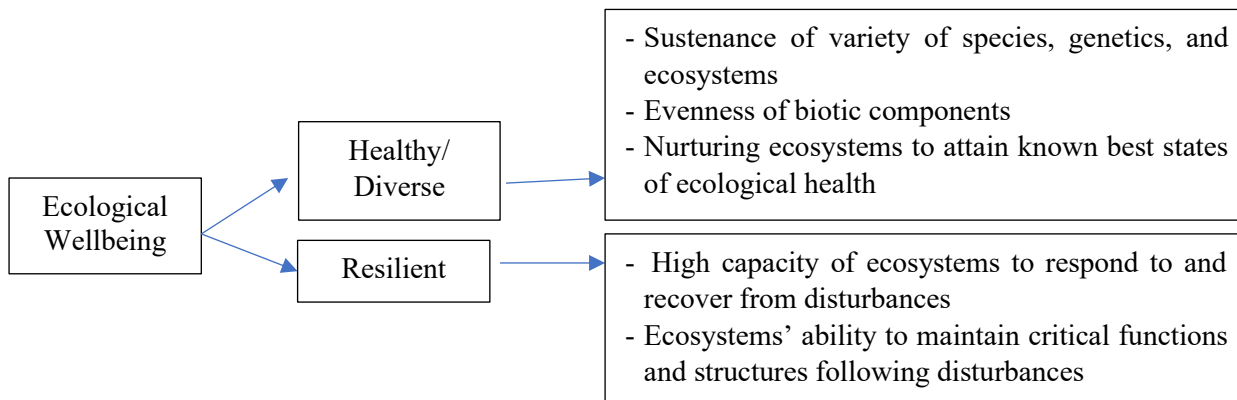 Ecological
Wellbeing
Healthy/
Diverse
Resilient
- Sustenance of variety of species, genetics, and
ecosystems
- Evenness of biotic components
- Nurturing ecosystems to attain known best states
of ecological health
- High capacity of ecosystems to respond to and
recover from disturbances
- Ecosystems’ ability to maintain critical functions
and structures following disturbances